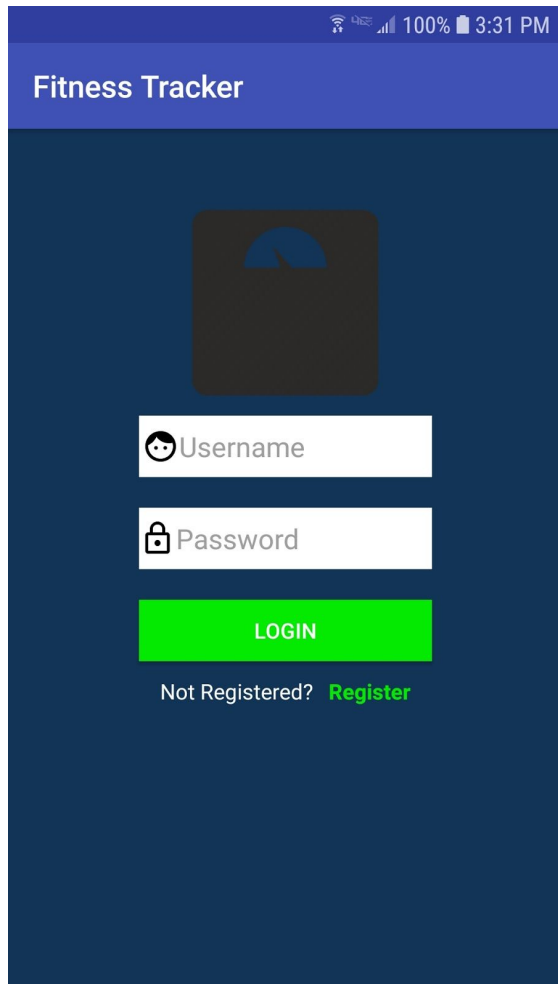 100% 3:31 PM
Fitness Tracker
Username
Password
LOGIN
Not Registered? Register